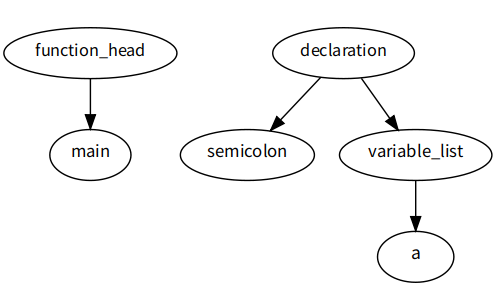 function_head
declaration
main
semicolon
variable_list
a